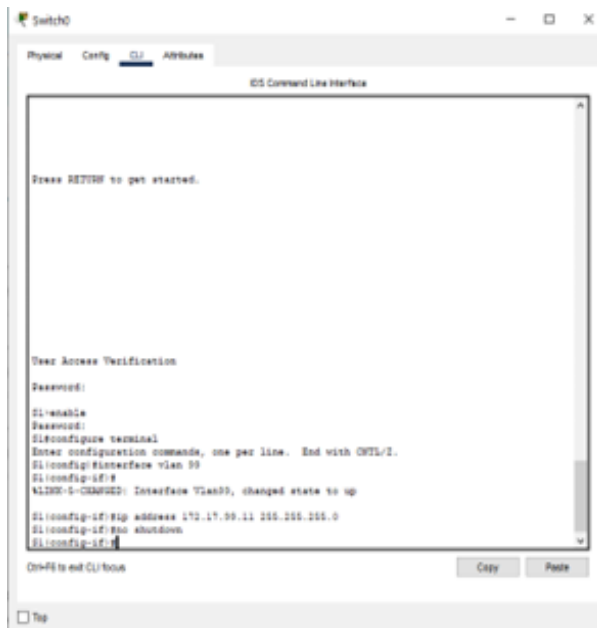 Switch0
Physical Config CLI Attributes
IOS Command Line Interface
Press RETURN to get started.
User Access Verification
Password:
S1>enable
Password:
S1#configure terminal
Enter configuration commands, one per line. End with CNTL/Z.
S1(config)#interface vlan 99
S1(config-if)#
%LINK-5-CHANGED: Interface Vlan99, changed state to up
S1(config-if)#ip address 172.17.99.11 255.255.255.0
S1(config-if)#no shutdown
S1(config-if)#
Ctrl+F6 to exit CLI focus
Copy
Paste
Top